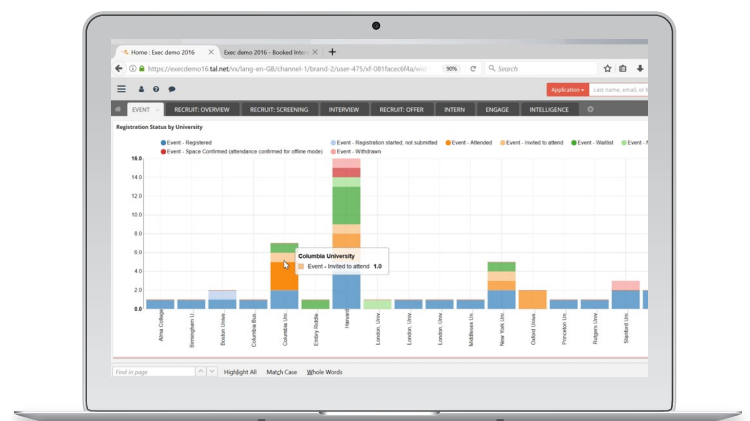 Home : Exec demo 2016
Exec demo 2016 - Booked Interv
https://execdemo16.tal.net/vx/lang-en-GB/channel-1/brand-2/user-475/xf-081facec6f4a/wid
90%
Search
Application
Last name, email, or t
EVENT
RECRUIT: OVERVIEW
RECRUIT: SCREENING
INTERVIEW
RECRUIT: OFFER
INTERN
ENGAGE
INTELLIGENCE
Registration Status by University
Event - Registered
Event - Registration started, not submitted
Event - Attended
Event - Invited to attend
Event - Waitlist
Event - N
Event - Space Confirmed (attendance confirmed for offline mode)
Event - Withdrawn
16.0
14.0
12.0
10.0
8.0
6.0
4.0
2.0
0.0
Columbia University
Event - Invited to attend 1.0
Alma College
Birmingham U..
Boston Unive..
Columbia Bus..
Columbia Uni..
Embry Riddle..
Harvard
London, Univ..
London, Univ..
London, Univ..
Middlesex Un..
New York Uni..
Oxford Unive..
Princeton Un..
Rutgers Univ..
Stanford Uni..
Find in page
Highlight All
Match Case
Whole Words